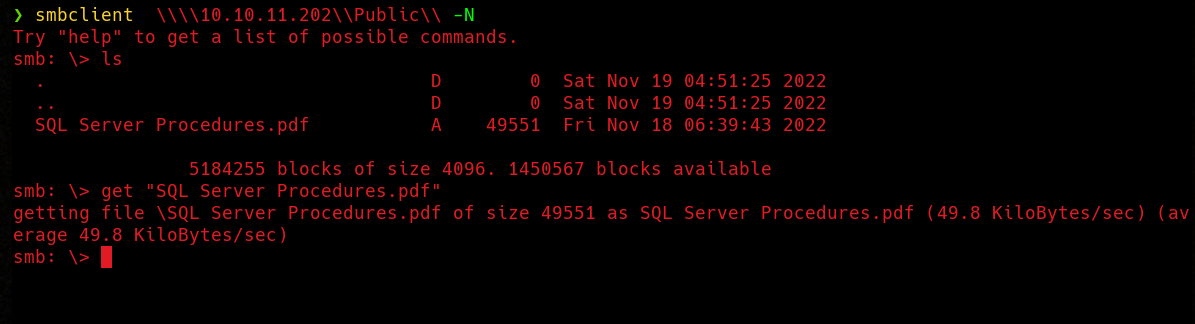 ❯ smbclient  \\\\10.10.11.202\\Public\\ -N
Try "help" to get a list of possible commands.
smb: \> ls
  .                                   D        0  Sat Nov 19 04:51:25 2022
  ..                                  D        0  Sat Nov 19 04:51:25 2022
  SQL Server Procedures.pdf           A    49551  Fri Nov 18 06:39:43 2022
                5184255 blocks of size 4096. 1450567 blocks available
smb: \> get "SQL Server Procedures.pdf"
getting file \SQL Server Procedures.pdf of size 49551 as SQL Server Procedures.pdf (49.8 KiloBytes/sec) (av
erage 49.8 KiloBytes/sec)
smb: \>